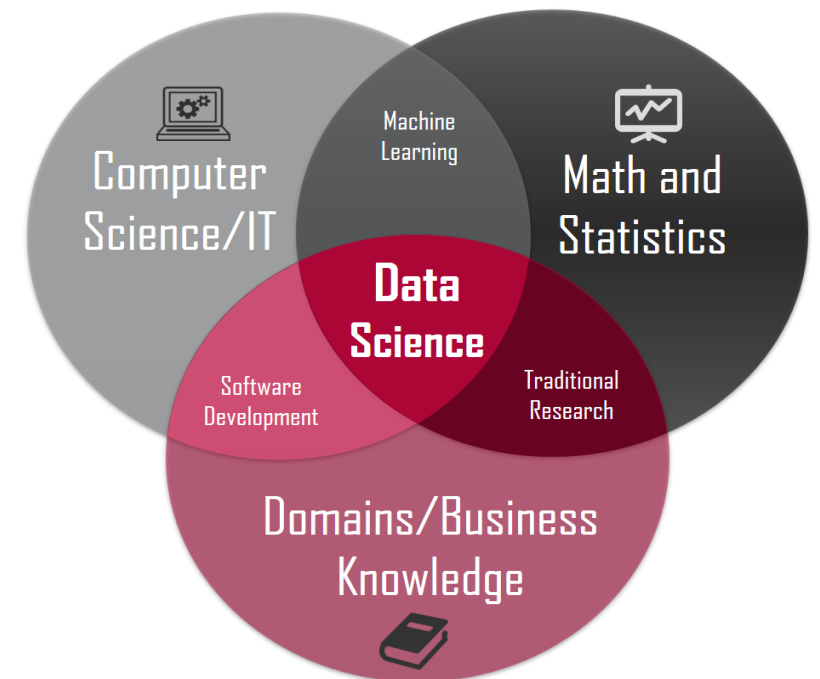 Machine
Learning
Computer
Science/IT
Math and
Statistics
Data
Science
Software
Development
Traditional
Research
Domains/Business
Knowledge